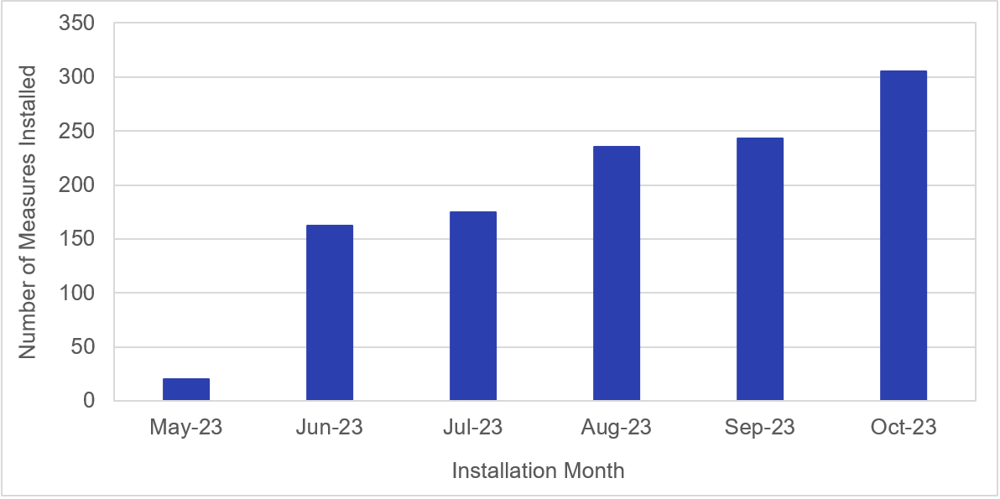 350
300
250
200
150
100
50
0
Number of Measures Installed
May-23 Jun-23 Jul-23 Aug-23 Sep-23 Oct-23
Installation Month